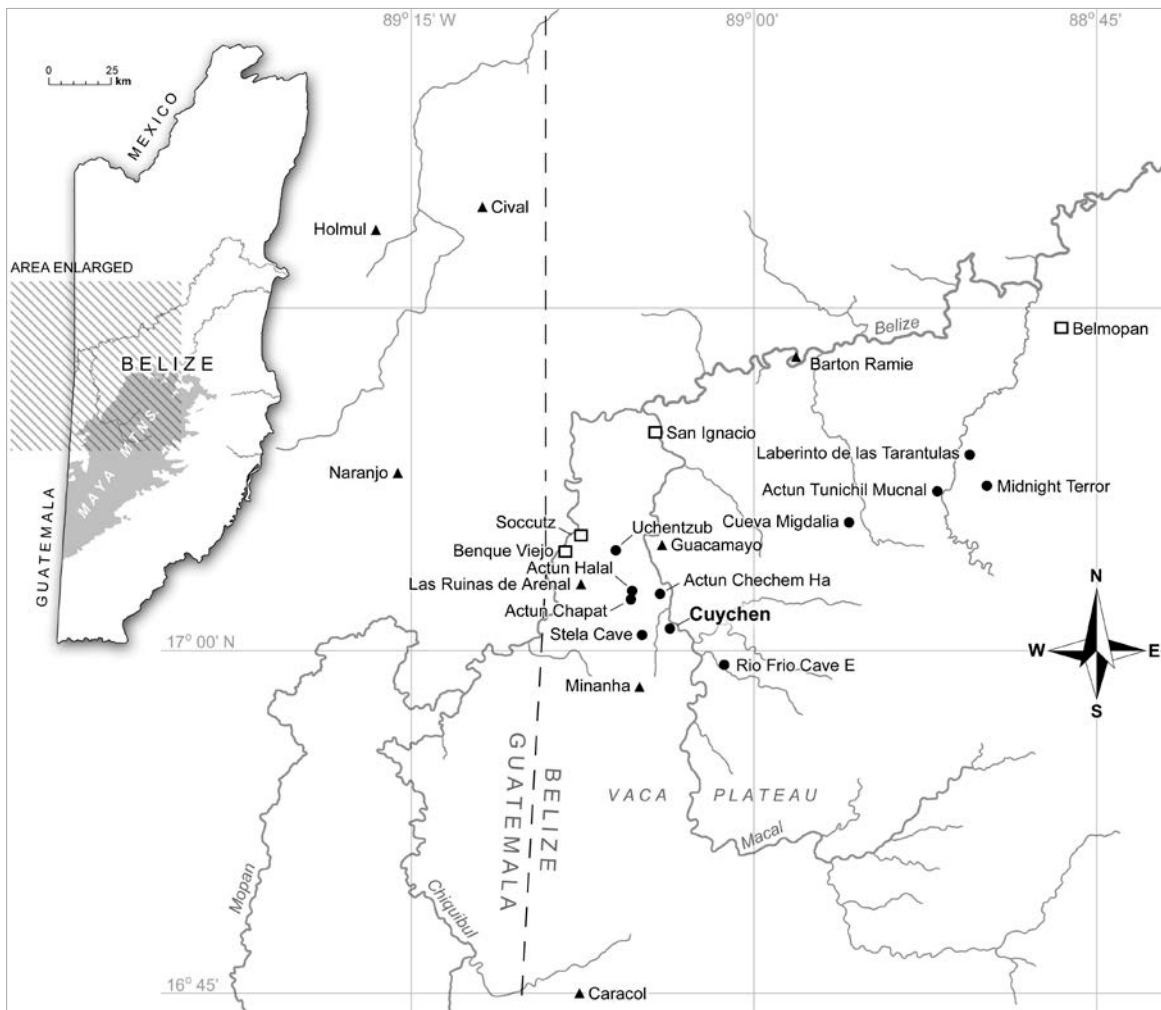 89° 15' W
89° 00'
88° 45'
0 25
km
MEXICO
AREA ENLARGED
BELIZE
MAYA MTNS
GUATEMALA
Cival
Holmul
Belize
Belmopan
Barton Ramie
San Ignacio
Laberinto de las Tarantulas
Naranjo
Actun Tunichil Mucnal
Midnight Terror
Cueva Migdalia
Soccutz
Uchentzub
Benque Viejo
Guacamayo
Actun Halal
Las Ruinas de Arenal
Actun Chechem Ha
Actun Chapat
Cuychen
Stela Cave
17° 00' N
Rio Frio Cave E
Minanha
N
W E
S
GUATEMALA
BELIZE
VACA PLATEAU
Macal
Mopan
Chiquibul
16° 45'
Caracol